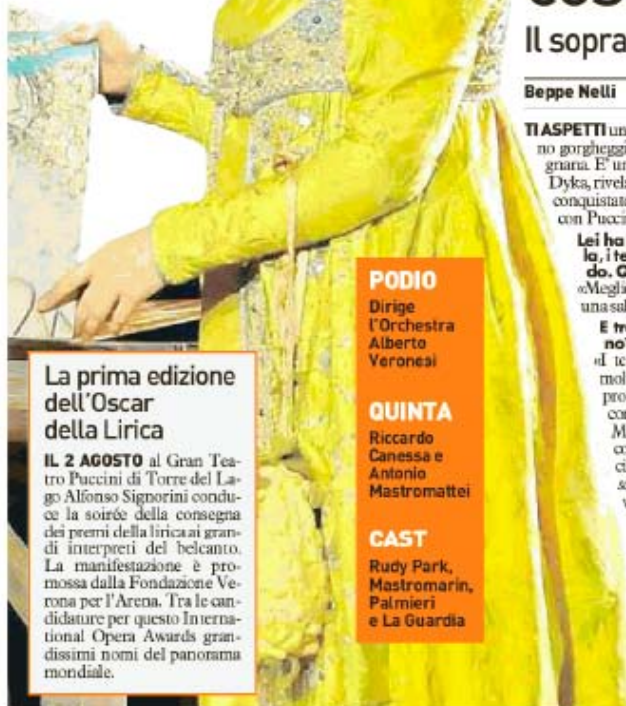 La prima edizione
dell'Oscar
della Lirica
IL 2 AGOSTO al Gran Tea-
tro Puccini di Torre del La-
go Alfonso Signorini condu-
ce la soirée della consegna
dei premi della lirica ai gran-
di interpreti del belcanto.
La manifestazione è pro-
mossa dalla Fondazione Ve-
rona per l'Arena. Tra le can-
didature per questo Interna-
tional Opera Awards gran-
dissimi nomi del panorama
mondiale.
PODIO
Dirige
l'Orchestra
Alberto
Veronesi
QUINTA
Riccardo
Canessa e
Antonio
Mastromattei
CAST
Rudy Park,
Mastromarin,
Palmieri
e La Guardia
Il sopra
Beppe Nelli
TI ASPETTI un
no gorgheggi
gnana. E' un
Dyka, rivel
conquistat
con Pucci
Lei ha
la, i te
do. 
«Megli
una sal
E tr
no?
«I te
mol
pro
co
M
co
ci